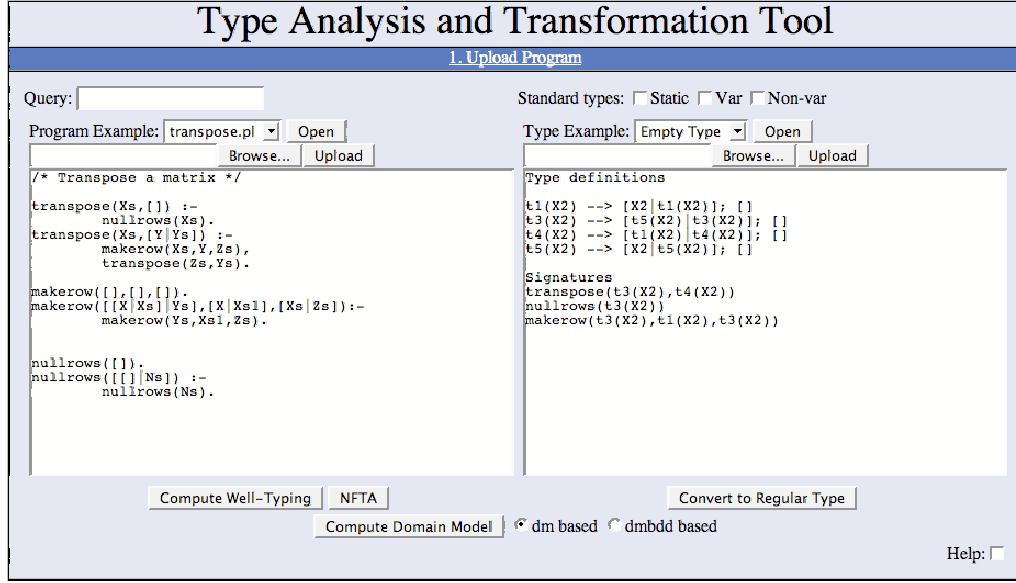 Type Analysis and Transformation Tool
1. Upload Program
Query:
Standard types: Static Var Non-var
Program Example: transpose.pl Open
Type Example: Empty Type Open
Browse... Upload
Browse... Upload
/* Transpose a matrix */
transpose(Xs,[]) :-
nullrows(Xs).
transpose(Xs,[Y|Ys]) :-
makerow(Xs,Y,Zs),
transpose(Zs,Ys).
makerow([],[],[]).
makerow([[X|Xs]|Ys],[X|Xs1],[Xs|Zs]):-
makerow(Ys,Xs1,Zs).
nullrows([]).
nullrows([[]|Ns]) :-
nullrows(Ns).
Type definitions
t1(X2) --> [X2|t1(X2)]; []
t3(X2) --> [t5(X2)|t3(X2)]; []
t4(X2) --> [t1(X2)|t4(X2)]; []
t5(X2) --> [X2|t5(X2)]; []
Signatures
transpose(t3(X2),t4(X2))
nullrows(t3(X2))
makerow(t3(X2),t1(X2),t3(X2))
Compute Well-Typing NFTA
Convert to Regular Type
Compute Domain Model dm based dmbdd based
Help: